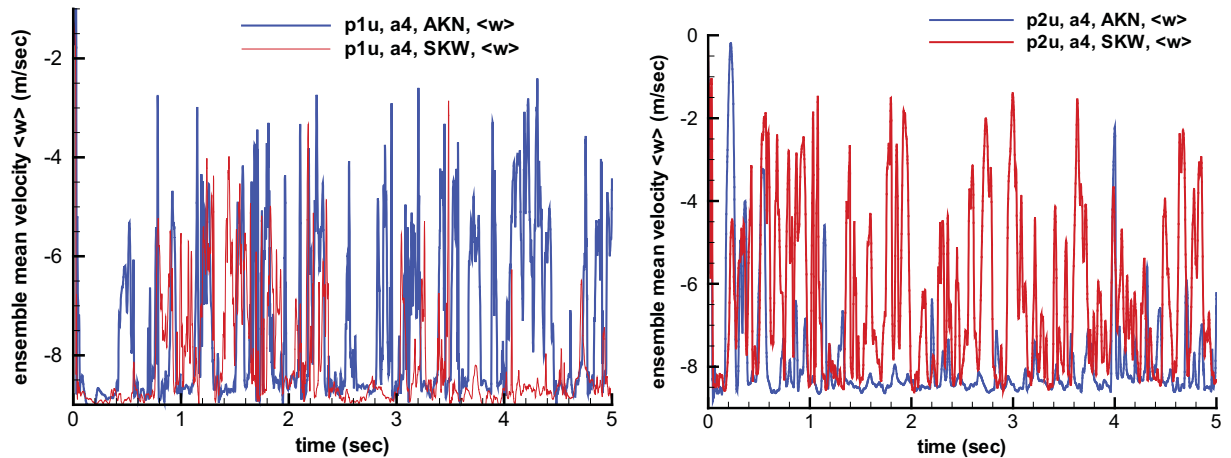 p1u, a4, AKN, <w>
p1u, a4, SKW, <w>
-2
-4
-6
-8
0 1 2 3 4 5
time (sec)
ensemble mean velocity <w> (m/sec)
p2u, a4, AKN, <w>
p2u, a4, SKW, <w>
0
-2
-4
-6
-8
0 1 2 3 4 5
time (sec)
ensemble mean velocity <w> (m/sec)